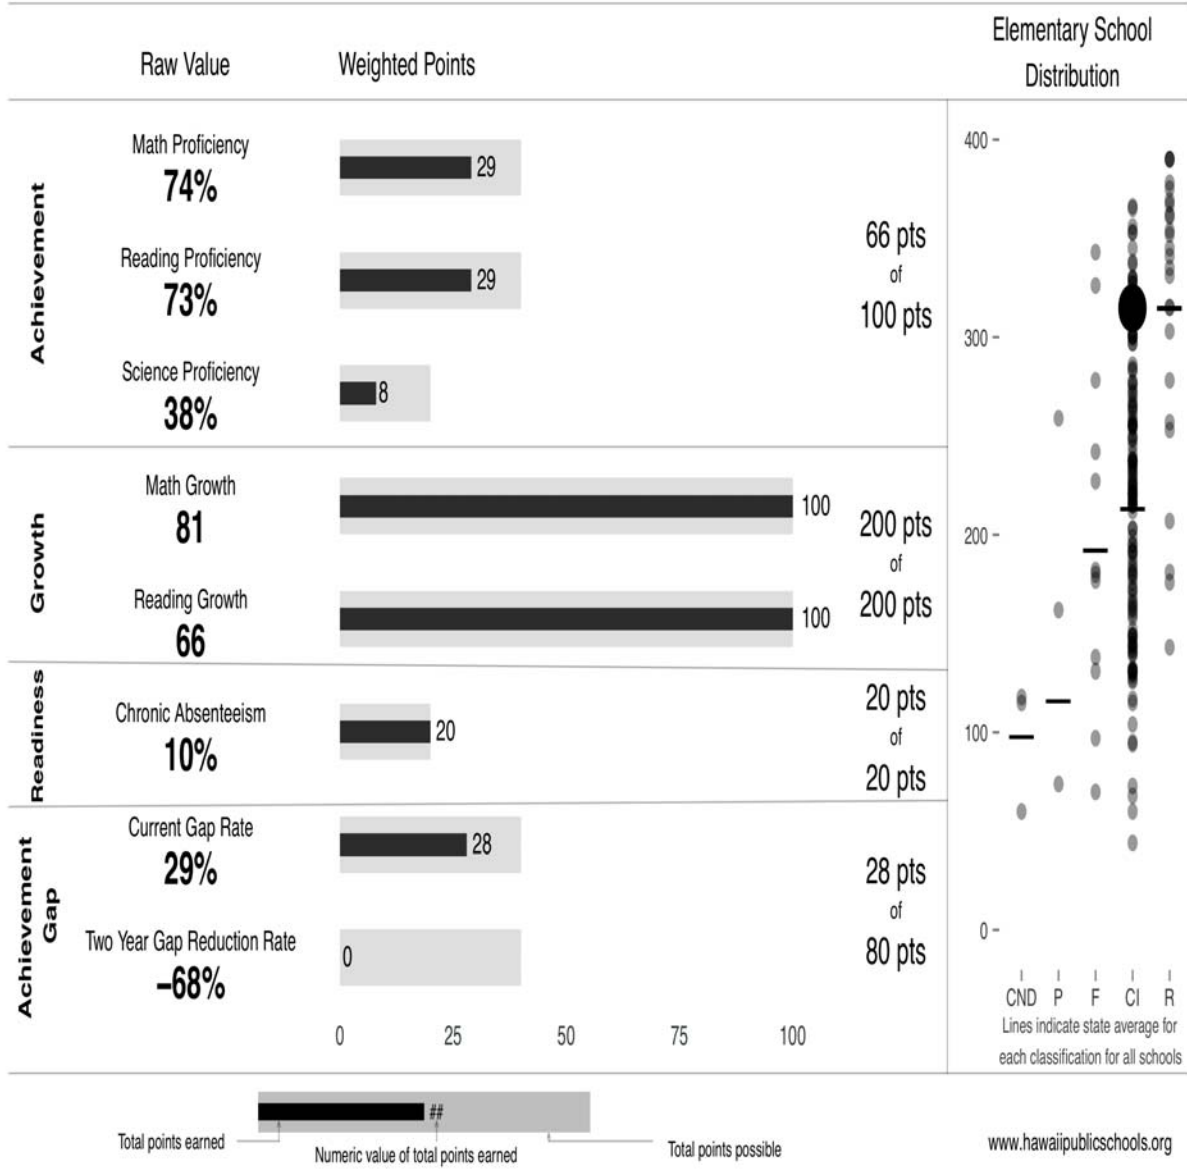 Raw Value Weighted Points
Elementary School
Distribution
Achievement
Math Proficiency
74%
29
Reading Proficiency
73%
29
Science Proficiency
38%
8
66 pts
of
100 pts
Growth
Math Growth
81
100
Reading Growth
66
100
200 pts
of
200 pts
Readiness
Chronic Absenteeism
10%
20
20 pts
of
20 pts
Achievement
Gap
Current Gap Rate
29%
28
Two Year Gap Reduction Rate
–68%
0
28 pts
of
80 pts
0 25 50 75 100
400
300
200
100
0
CND P F CI R
Lines indicate state average for
each classification for all schools
##
Total points earned
Numeric value of total points earned
Total points possible
www.hawaiipublicschools.org